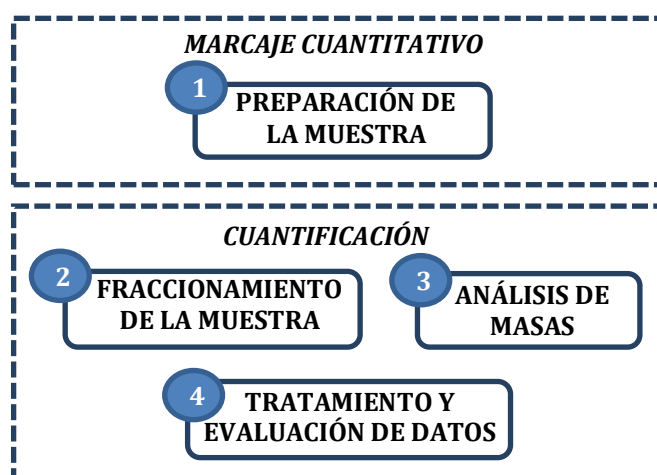 MARCAJE CUANTITATIVO
1
PREPARACIÓN DE
LA MUESTRA
CUANTIFICACIÓN
2
FRACCIONAMIENTO
DE LA MUESTRA
3
ANÁLISIS DE
MASAS
4
TRATAMIENTO Y
EVALUACIÓN DE DATOS